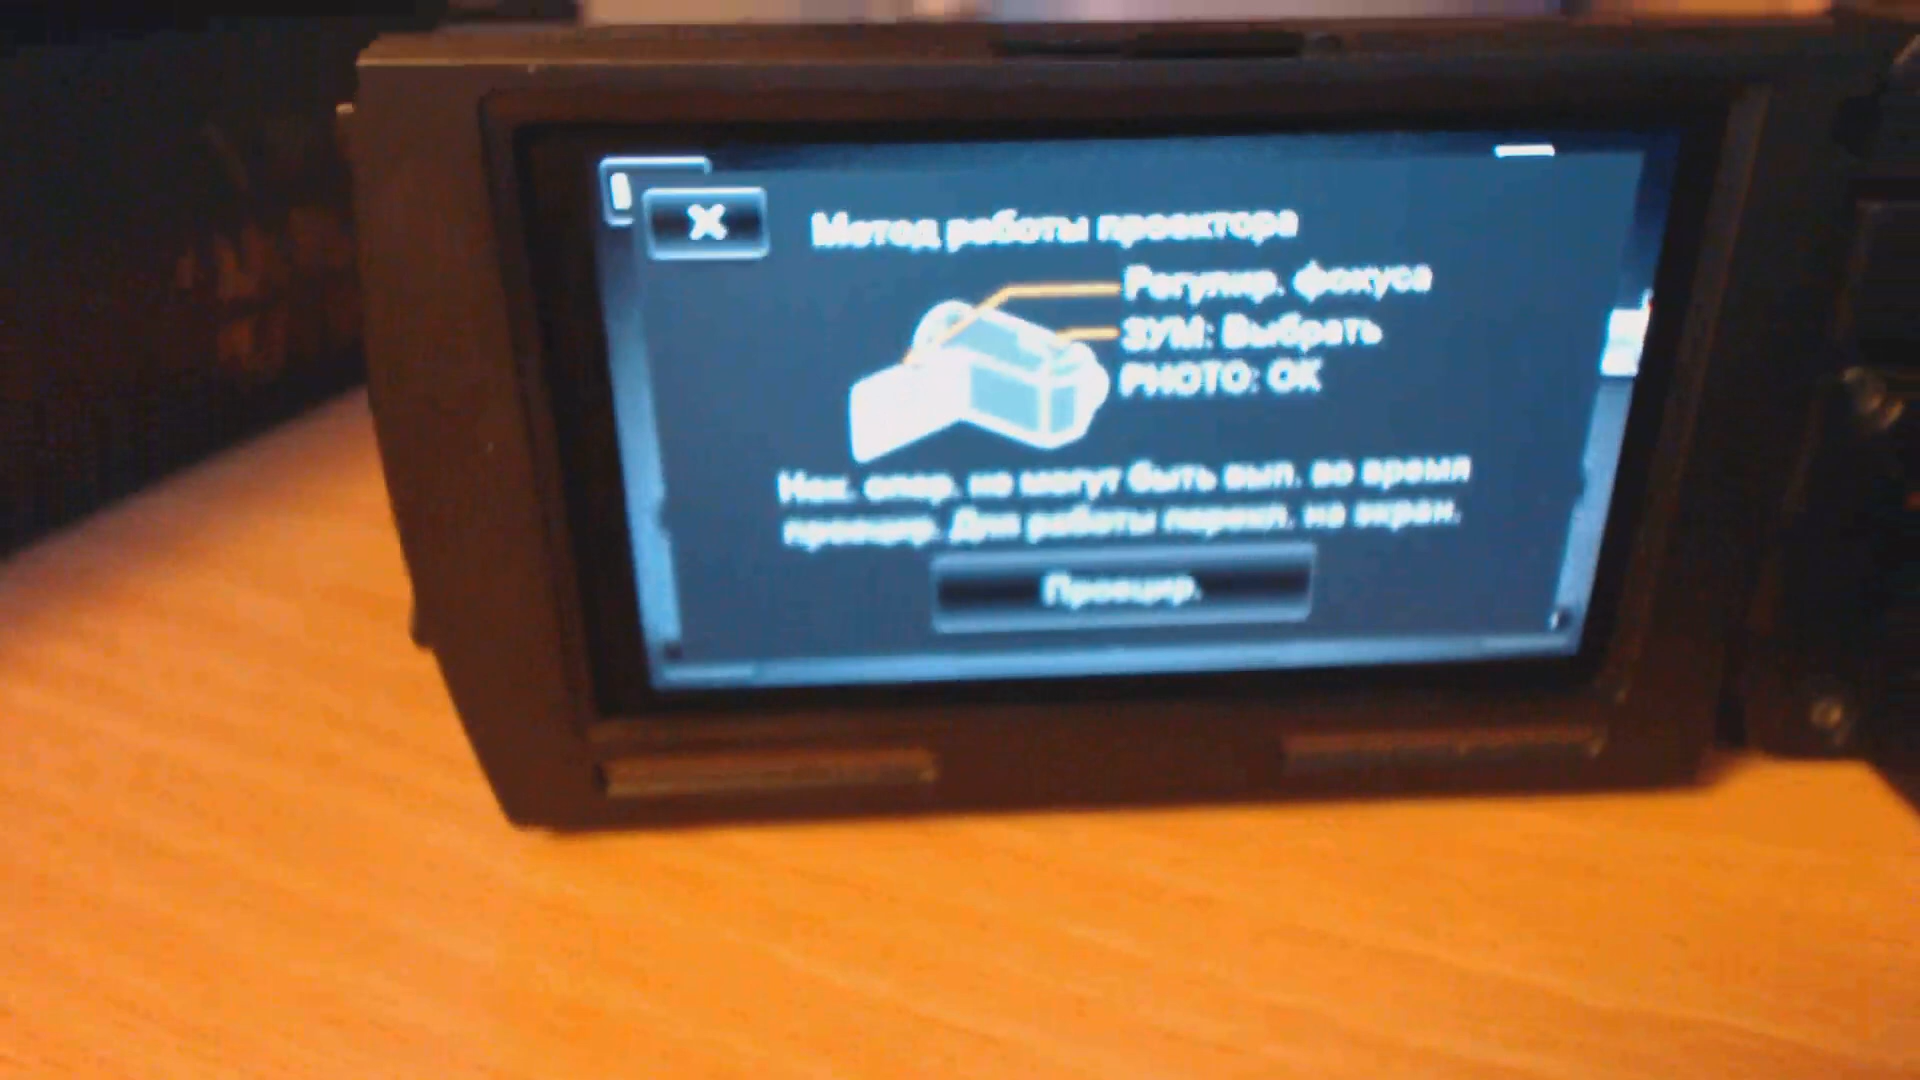 Метод работы проектора
Регулир. фокуса
ЗУМ: Выбрать
PHOTO: OK
Нек. опер. не могут быть вып. во время
проецир. Для работы перекл. на экран.
Проецир.